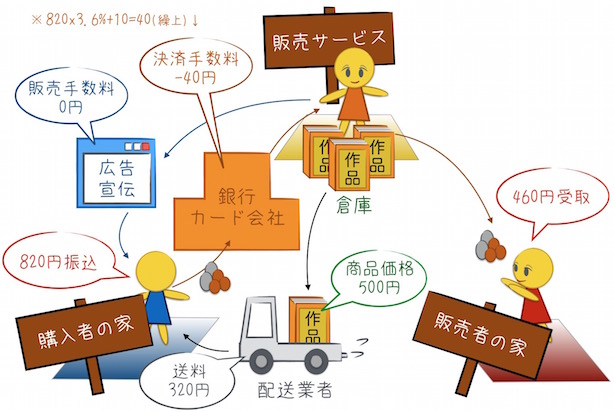 ※ 820x3.6%+10=40(繰上)↓
販売サービス
決済手数料
-40円
販売手数料
0円
広告
宣伝
作品
作品
作品
倉庫
銀行
カード会社
460円受取
820円振込
商品価格
500円
作品
購入者の家
販売者の家
送料
320円
配送業者